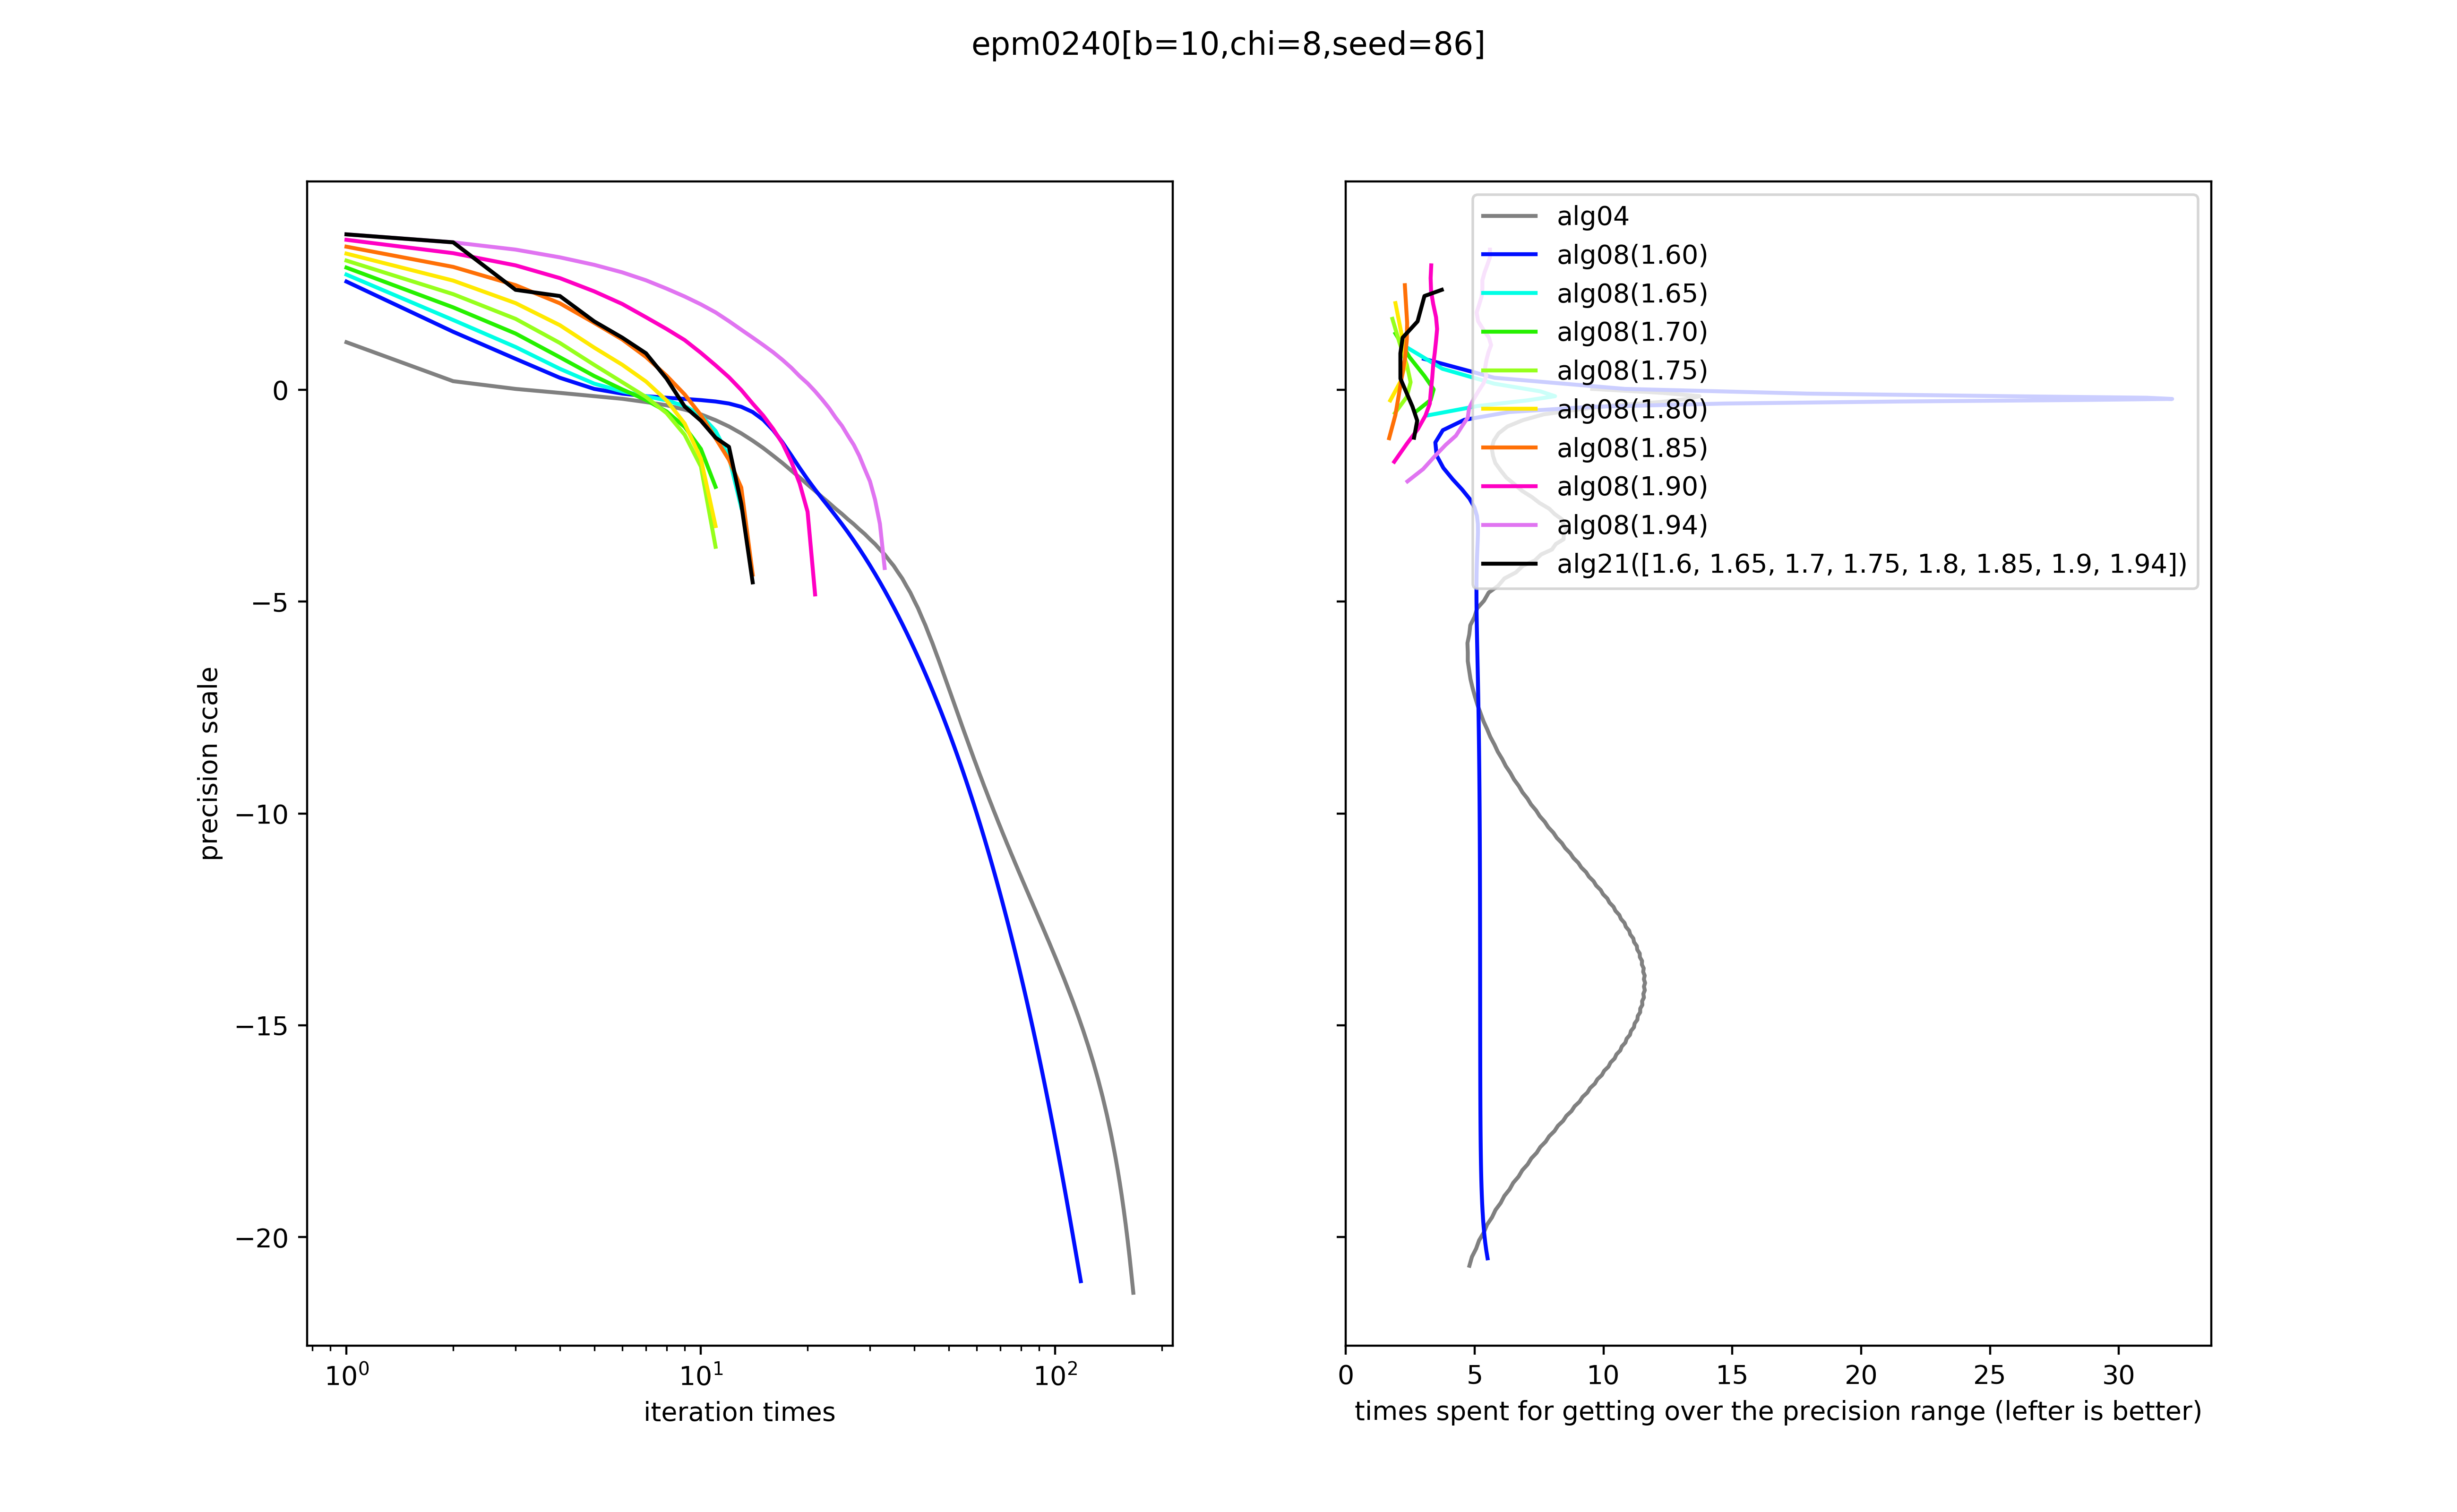 epm0240[b=10,chi=8,seed=86]
precision scale
0
−5
−10
−15
−20
10⁰
10¹
10²
iteration times
alg04
alg08(1.60)
alg08(1.65)
alg08(1.70)
alg08(1.75)
alg08(1.80)
alg08(1.85)
alg08(1.90)
alg08(1.94)
alg21([1.6, 1.65, 1.7, 1.75, 1.8, 1.85, 1.9, 1.94])
0
5
10
15
20
25
30
times spent for getting over the precision range (lefter is better)